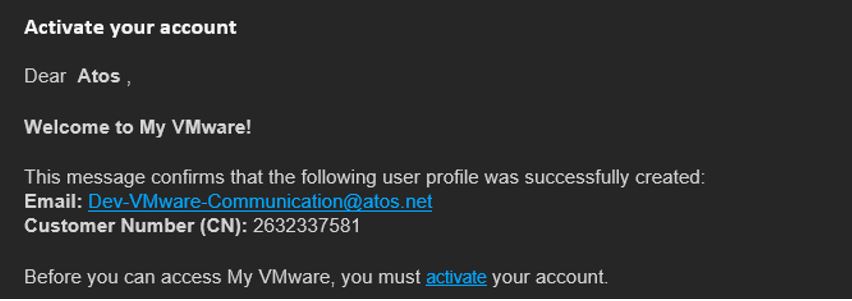 Activate your account
Dear Atos ,
Welcome to My VMware!
This message confirms that the following user profile was successfully created:
Email: Dev-VMware-Communication@atos.net
Customer Number (CN): 2632337581
Before you can access My VMware, you must activate your account.